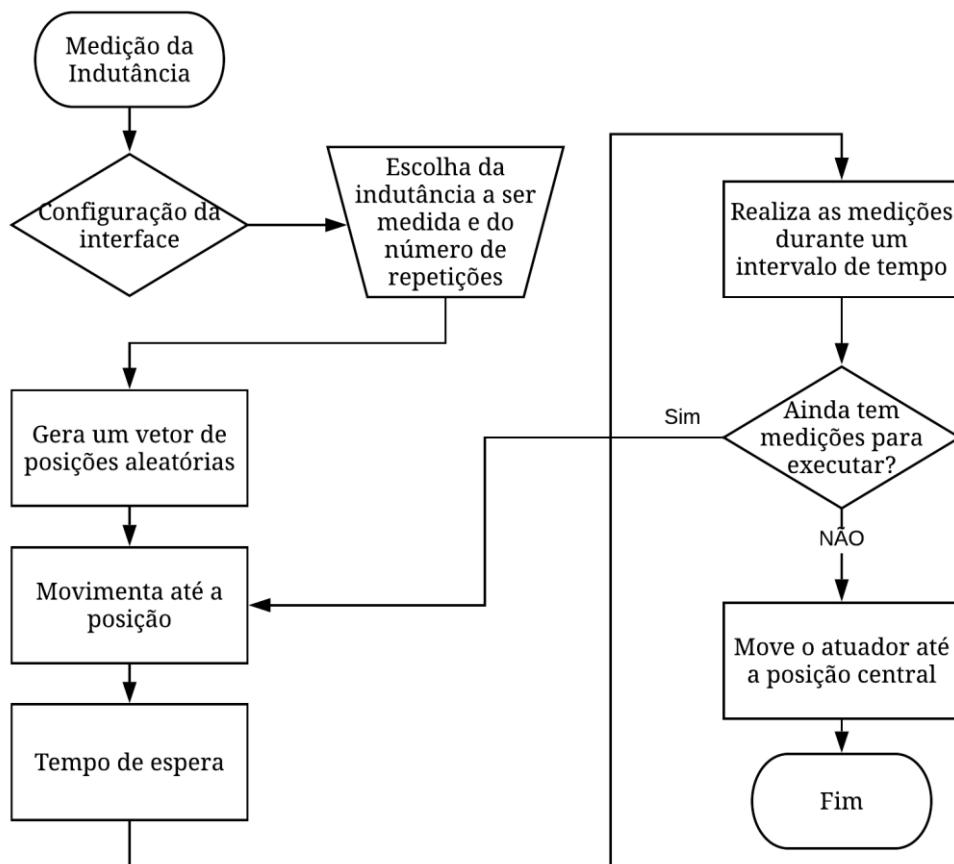 Medição da
Indutância
Configuração da
interface
Escolha da
indutância a ser
medida e do
número de
repetições
Gera um vetor de
posições aleatórias
Movimenta até a
posição
Tempo de espera
Realiza as medições
durante um
intervalo de tempo
Ainda tem
medições para
executar?
Sim
NÃO
Move o atuador até
a posição central
Fim